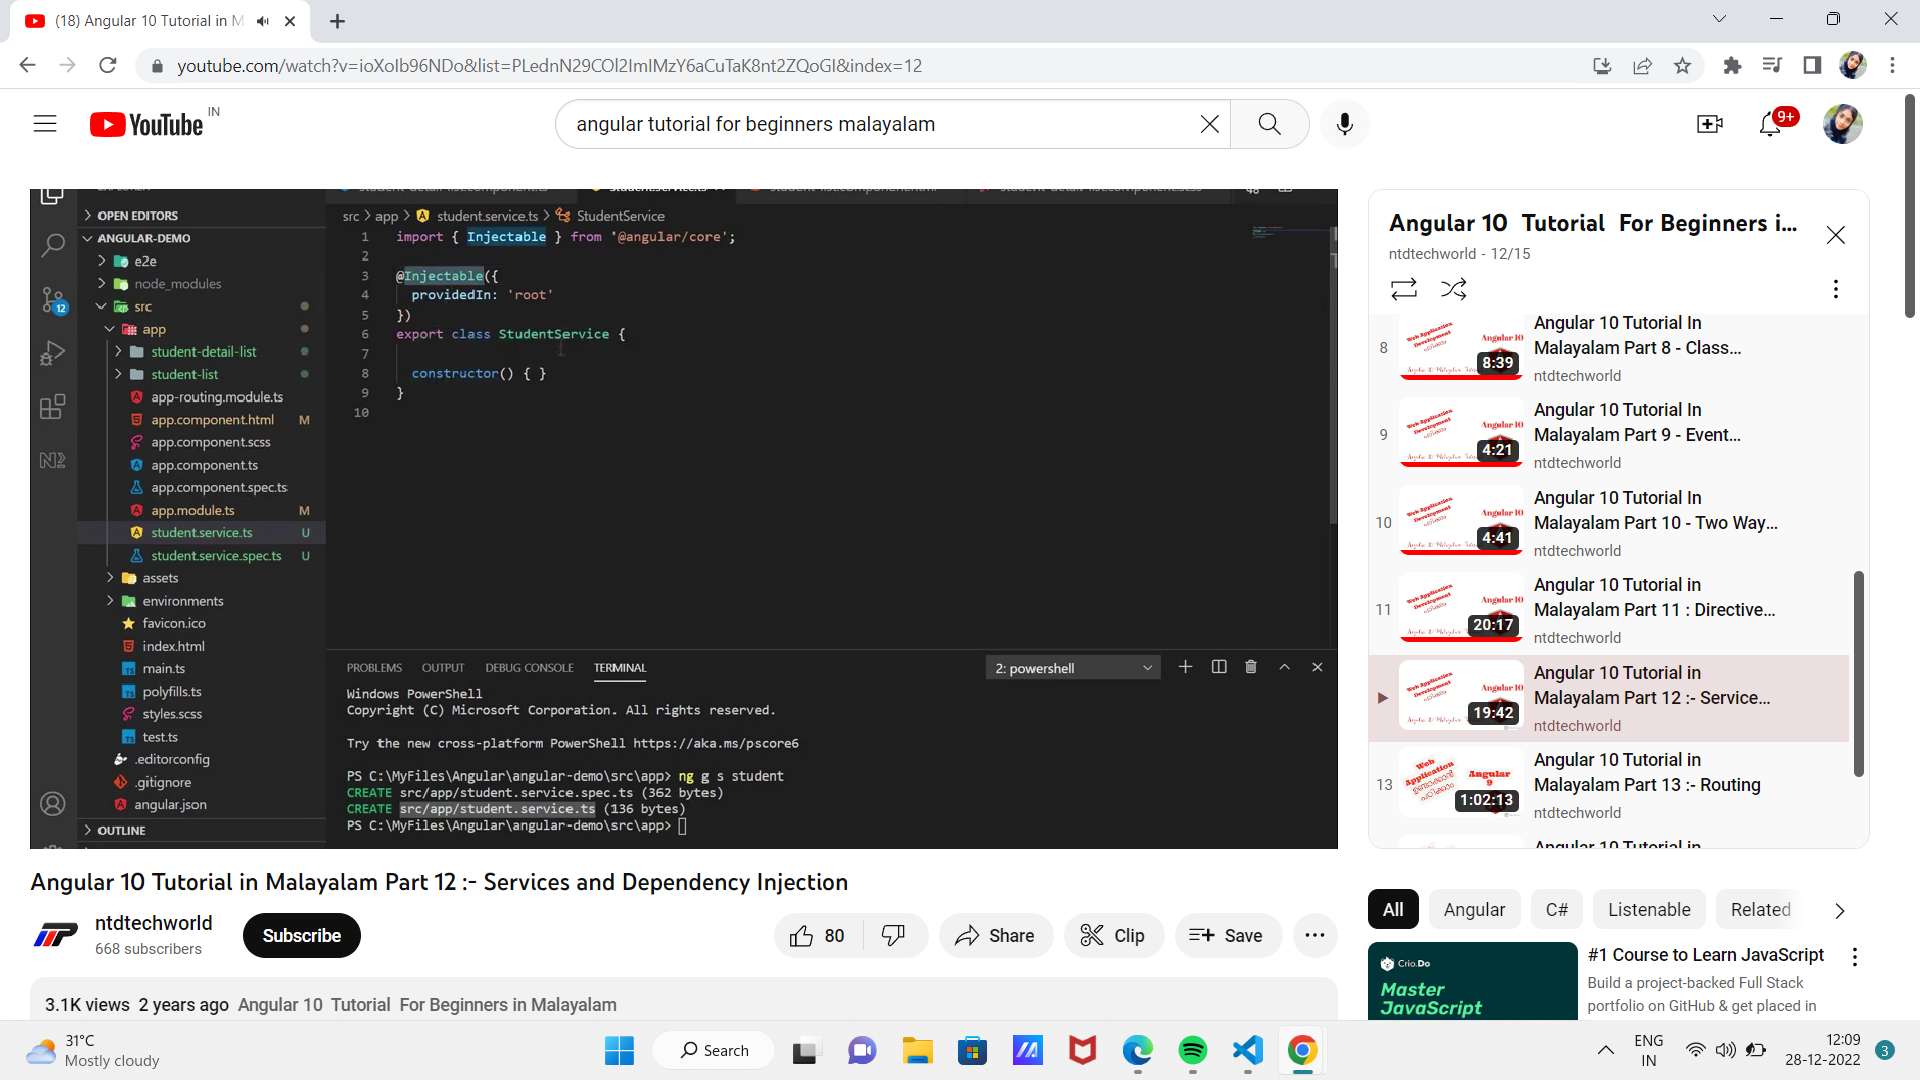 (18) Angular 10 Tutorial in M
youtube.com/watch?v=ioXolb96NDo&list=PLednN29COl2ImIMzY6aCuTaK8nt2ZQoGI&index=12
YouTube IN
angular tutorial for beginners malayalam
9+
OPEN EDITORS
ANGULAR-DEMO
e2e
node_modules
src
app
student-detail-list
student-list
app-routing.module.ts
app.component.html M
app.component.scss
app.component.ts
app.component.spec.ts
app.module.ts M
student.service.ts U
student.service.spec.ts U
assets
environments
favicon.ico
index.html
main.ts
polyfills.ts
styles.scss
test.ts
.editorconfig
.gitignore
angular.json
OUTLINE
12
src > app > student.service.ts > StudentService
1 import { Injectable } from '@angular/core';
2
3 @Injectable({
4 providedIn: 'root'
5 })
6 export class StudentService {
7
8 constructor() { }
9 }
10
PROBLEMS OUTPUT DEBUG CONSOLE TERMINAL
2: powershell
Windows PowerShell
Copyright (C) Microsoft Corporation. All rights reserved.
Try the new cross-platform PowerShell https://aka.ms/pscore6
PS C:\MyFiles\Angular\angular-demo\src\app> ng g s student
CREATE src/app/student.service.spec.ts (362 bytes)
CREATE src/app/student.service.ts (136 bytes)
PS C:\MyFiles\Angular\angular-demo\src\app>
Angular 10 Tutorial in Malayalam Part 12 :- Services and Dependency Injection
ntdtechworld
668 subscribers
Subscribe
80
Share
Clip
Save
3.1K views 2 years ago Angular 10 Tutorial For Beginners in Malayalam
Angular 10 Tutorial For Beginners i...
ntdtechworld - 12/15
8
8:39
Angular 10 Tutorial In
Malayalam Part 8 - Class...
ntdtechworld
9
4:21
Angular 10 Tutorial In
Malayalam Part 9 - Event...
ntdtechworld
10
4:41
Angular 10 Tutorial In
Malayalam Part 10 - Two Way...
ntdtechworld
11
20:17
Angular 10 Tutorial in
Malayalam Part 11 : Directive...
ntdtechworld
19:42
Angular 10 Tutorial in
Malayalam Part 12 :- Service...
ntdtechworld
13
1:02:13
Angular 10 Tutorial in
Malayalam Part 13 :- Routing
ntdtechworld
Angular 10 Tutorial in
All Angular C# Listenable Related
Crio.Do
Master
JavaScript
#1 Course to Learn JavaScript
Build a project-backed Full Stack
portfolio on GitHub & get placed in
31°C
Mostly cloudy
Search
ENG
IN
12:09
28-12-2022
3